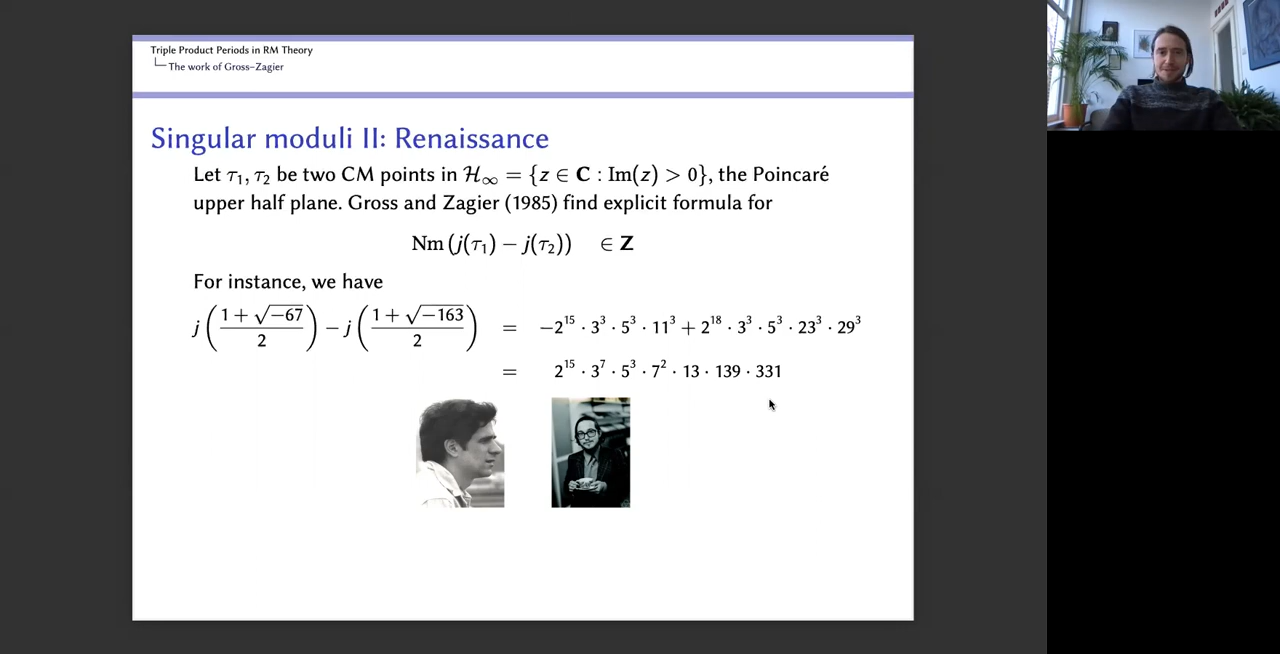 Triple Product Periods in RM Theory
The work of Gross–Zagier
Singular moduli II: Renaissance
Let τ₁, τ₂ be two CM points in ℋ∞ = {z ∈ C : Im(z) > 0}, the Poincaré
upper half plane. Gross and Zagier (1985) find explicit formula for
Nm (j(τ₁) − j(τ₂)) ∈ Z
For instance, we have
j((1 + √−67)/2) − j((1 + √−163)/2) = −2¹⁵ · 3³ · 5³ · 11³ + 2¹⁸ · 3³ · 5³ · 23³ · 29³
= 2¹⁵ · 3⁷ · 5³ · 7² · 13 · 139 · 331